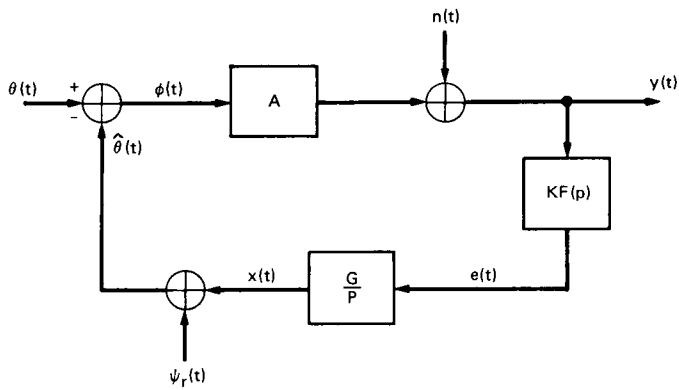 n(t)
θ(t)
+
−
ϕ(t)
A
y(t)
θ̂(t)
KF(p)
x(t)
G
P
e(t)
ψr(t)